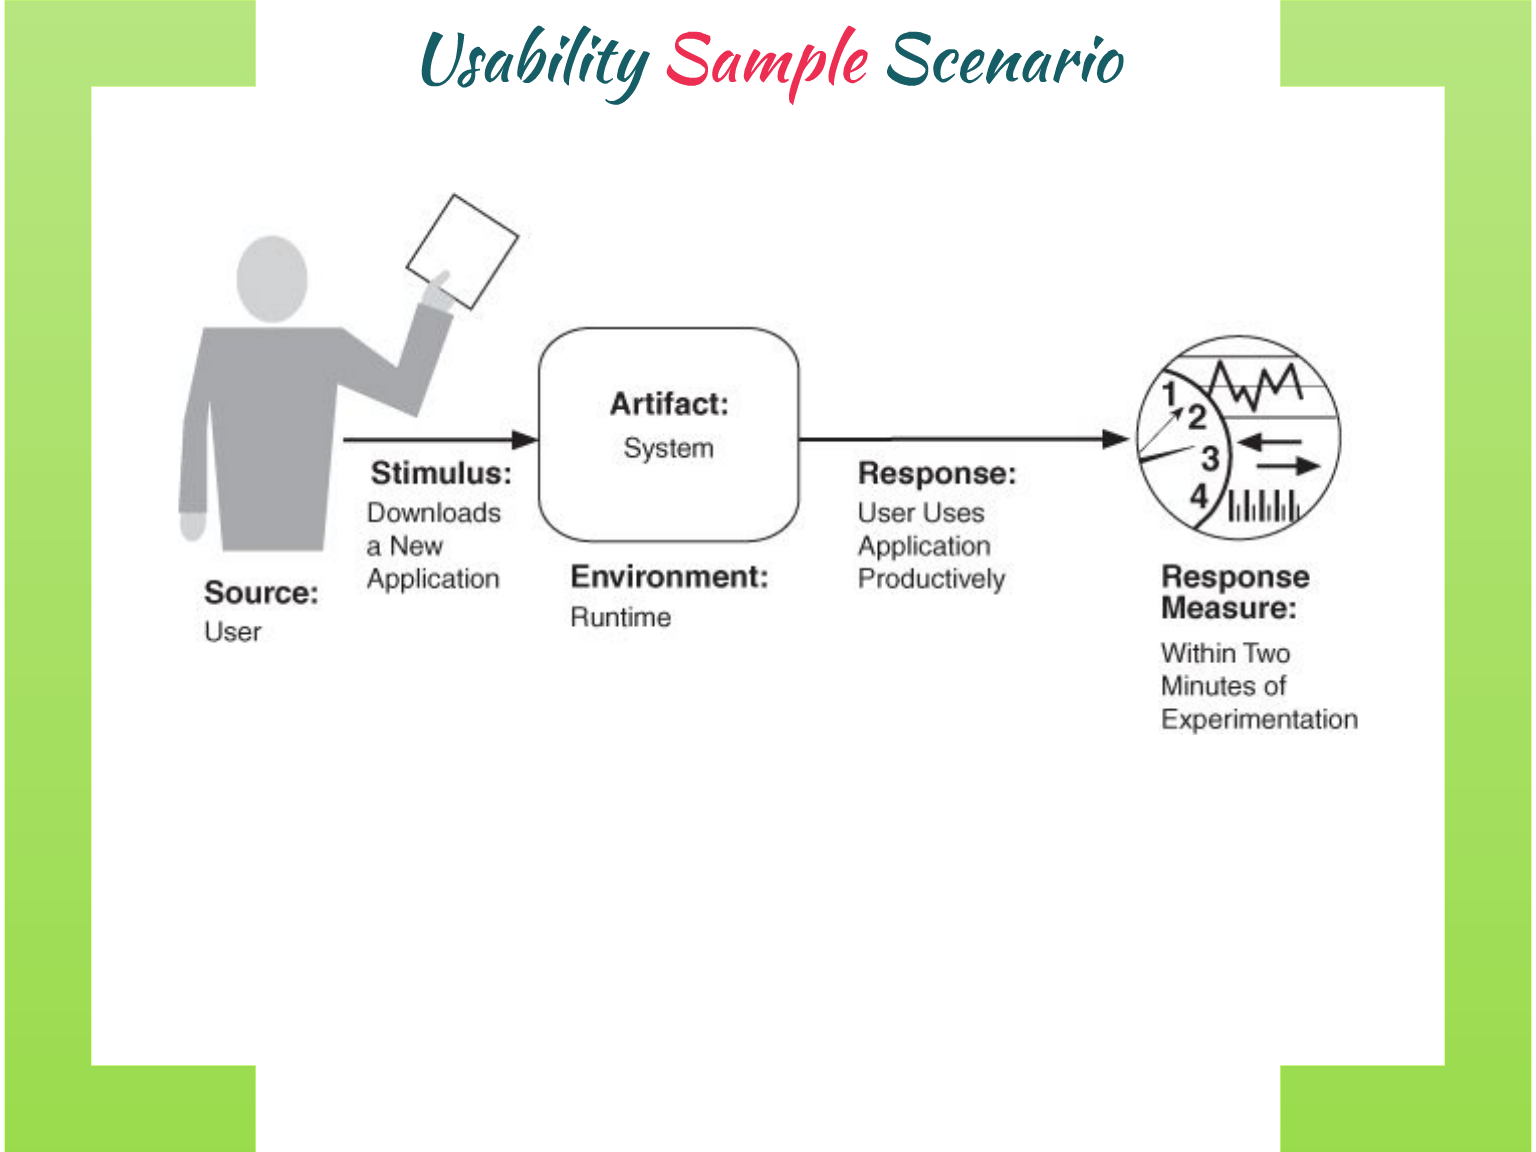 Usability Sample Scenario
Source:
User
Stimulus:
Downloads
a New
Application
Artifact:
System
Environment:
Runtime
Response:
User Uses
Application
Productively
1
2
3
4
Response
Measure:
Within Two
Minutes of
Experimentation